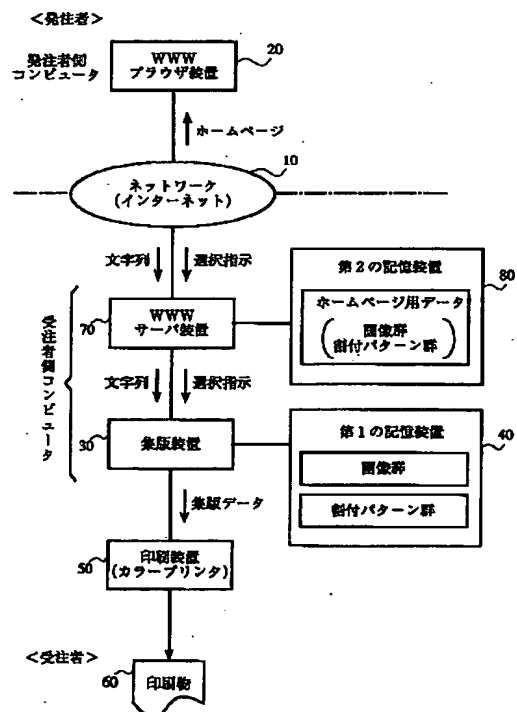 <発注者>
発注者側
コンピュータ
WWW
ブラウザ装置
20
ホームページ
10
ネットワーク
(インターネット)
文字列
選択指示
第2の記憶装置
80
ホームページ用データ
画像群
割付パターン群
WWW
サーバ装置
70
受注者側コンピュータ
文字列
選択指示
集版装置
30
第1の記憶装置
40
画像群
割付パターン群
集版データ
印刷装置
(カラープリンタ)
50
<受注者>
60
印刷物